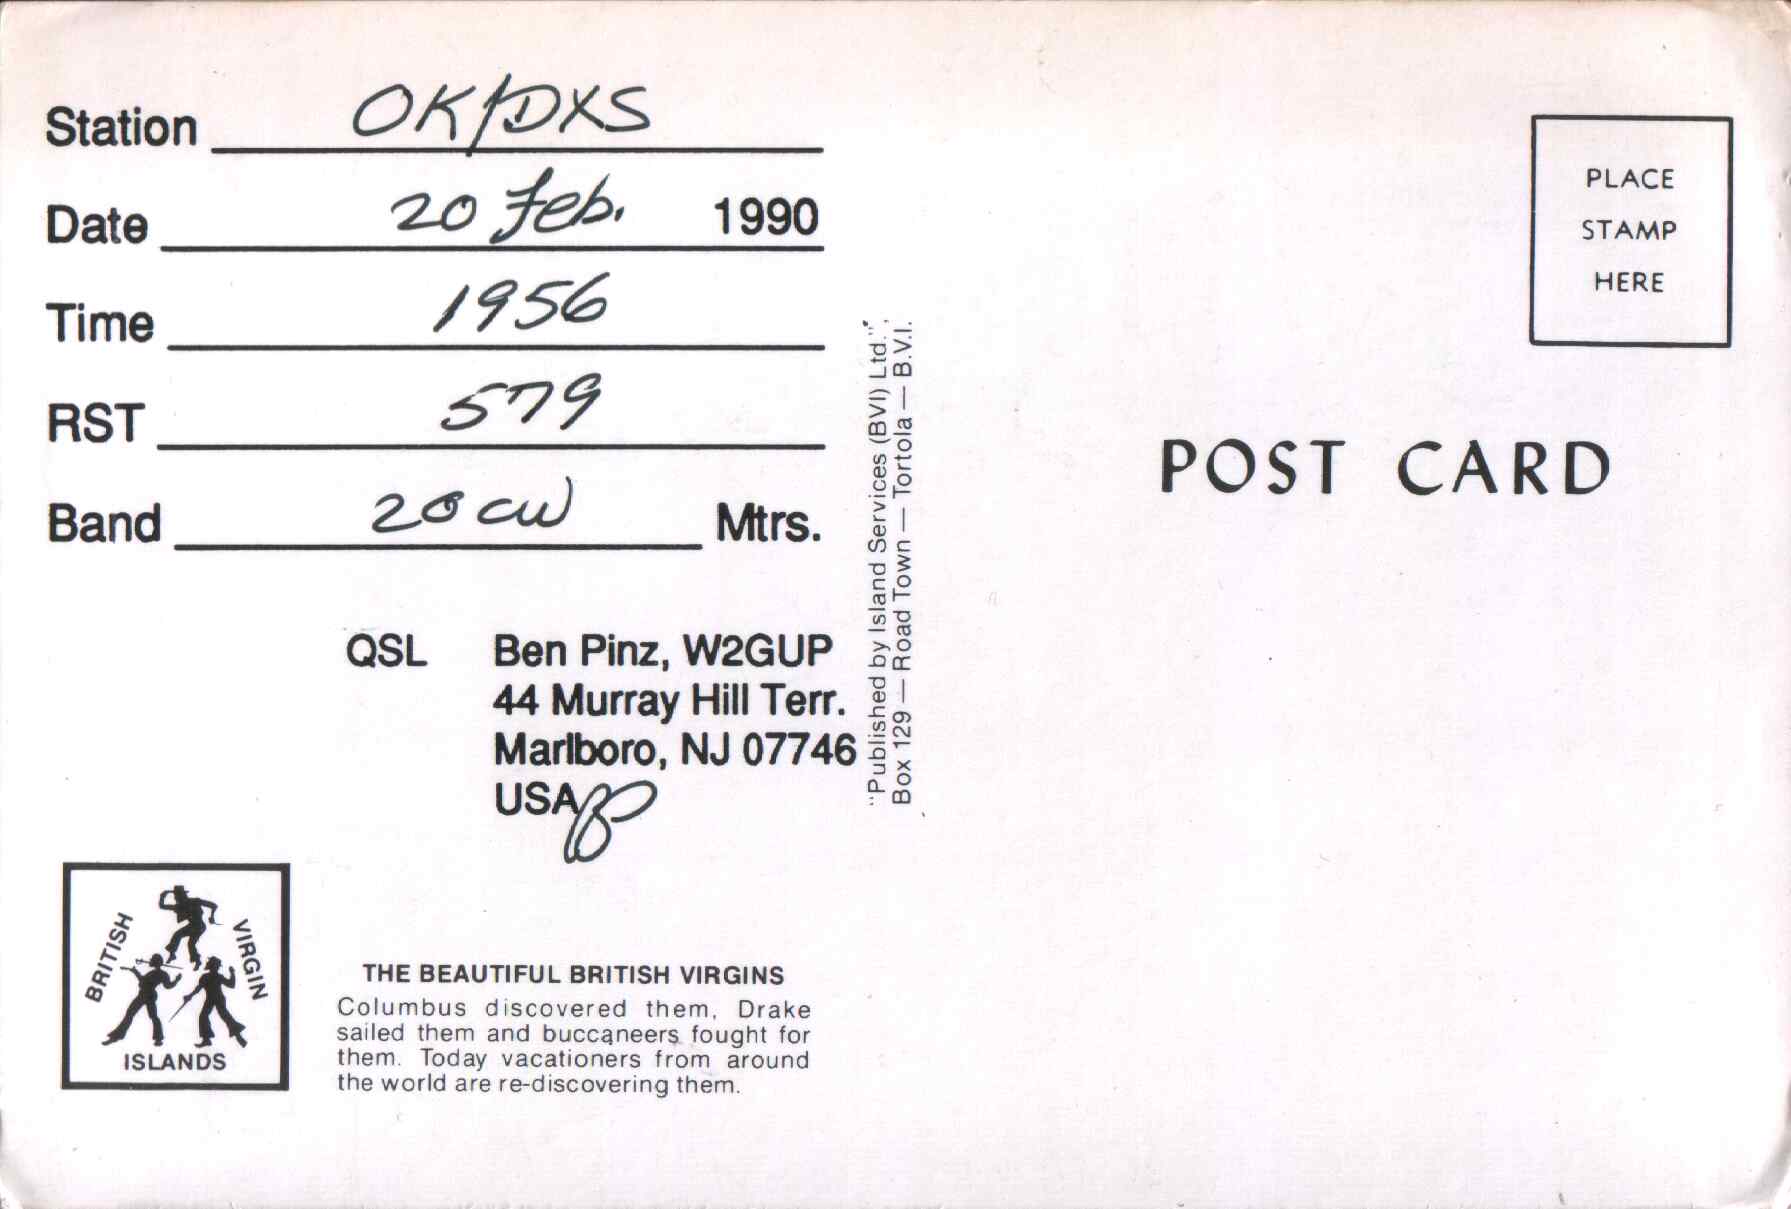 Station OK1DXS
Date 20 Feb. 1990
Time 1956
RST 579
Band 20 CW Mtrs.
QSL Ben Pinz, W2GUP
44 Murray Hill Terr.
Marlboro, NJ 07746
USA
BRITISH VIRGIN ISLANDS
THE BEAUTIFUL BRITISH VIRGINS
Columbus discovered them, Drake
sailed them and buccaneers fought for
them. Today vacationers from around
the world are re-discovering them.
"Published by Island Services (BVI) Ltd."
Box 129 — Road Town — Tortola — B.V.I.
PLACE
STAMP
HERE
POST CARD